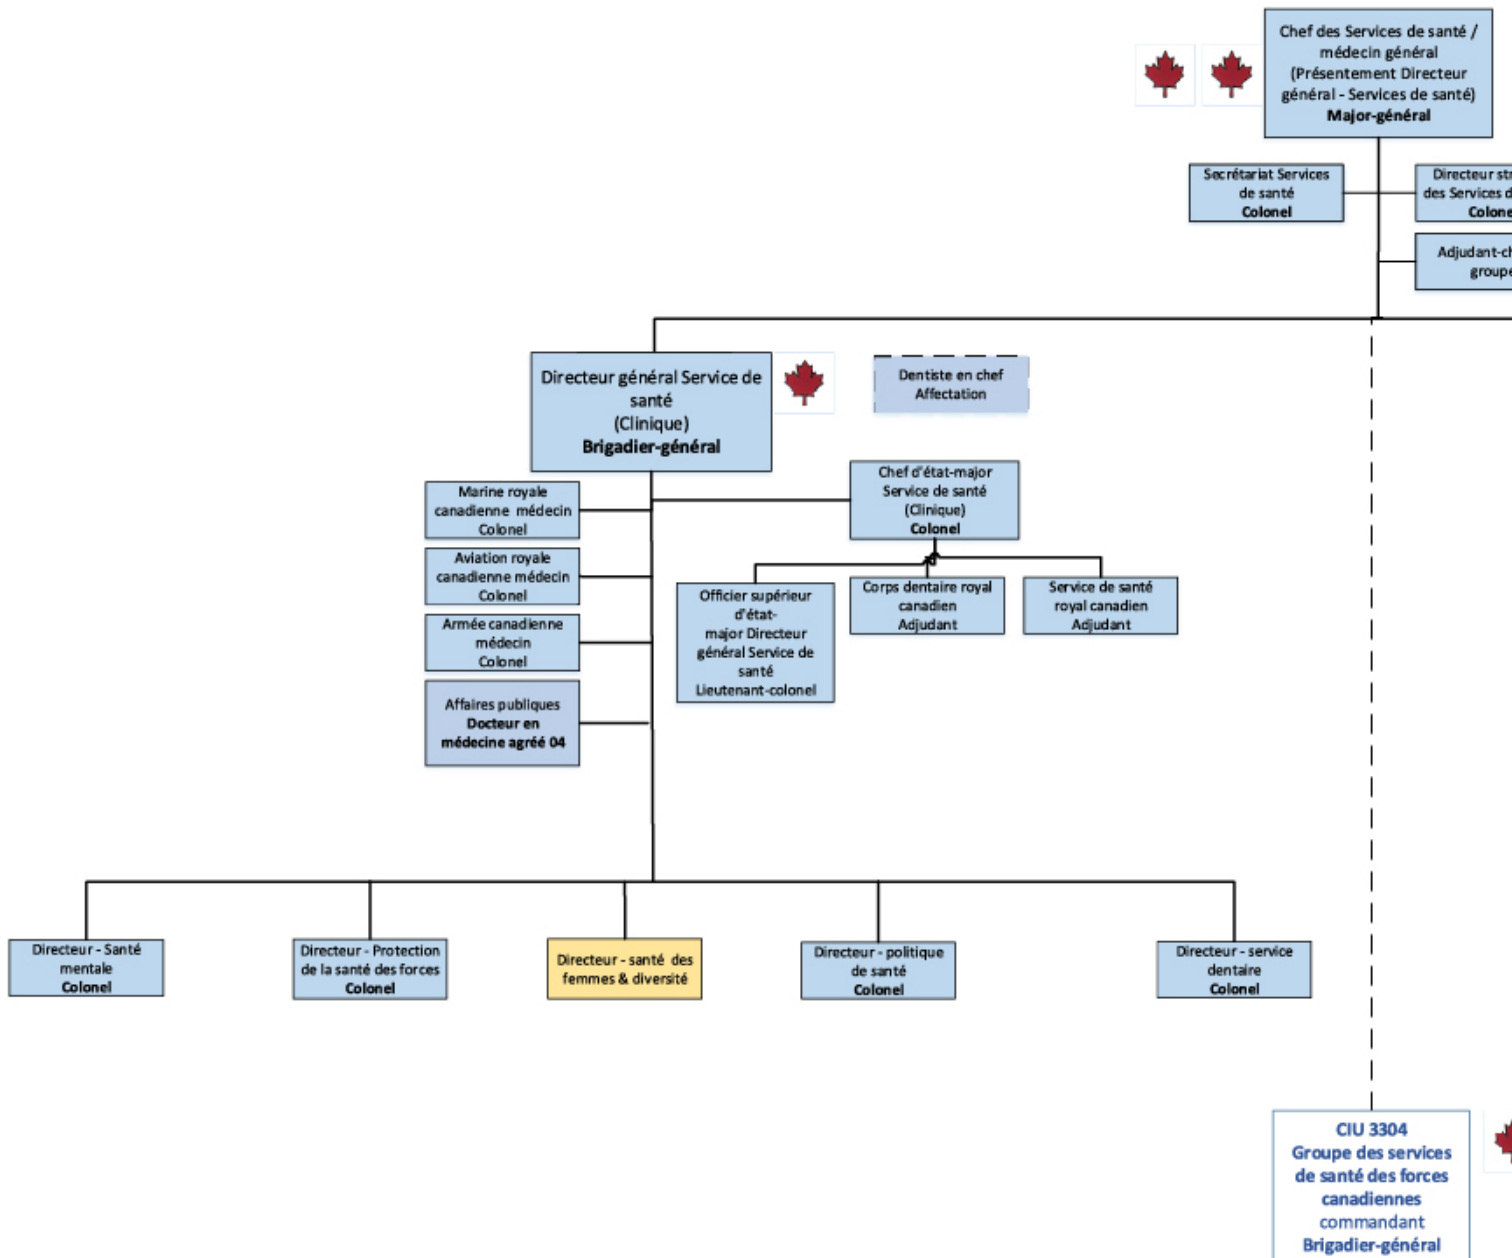 Chef des Services de santé /
médecin général
(Présentement Directeur
général - Services de santé)
Major-général
Secrétariat Services
de santé
Colonel
Directeur
des Services
Adjudant-
Directeur général Service de
santé
(Clinique)
Brigadier-général
Dentiste en chef
Affectation
Marine royale
canadienne médecin
Colonel
Aviation royale
canadienne médecin
Colonel
Armée canadienne
médecin
Colonel
Affaires publiques
Docteur en
médecine agréé 04
Chef d'état-major
Service de santé
(Clinique)
Colonel
Officier supérieur
d'état-
major Directeur
général Service de
santé
Lieutenant-colonel
Corps dentaire royal
canadien
Adjudant
Service de santé
royal canadien
Adjudant
Directeur - Santé
mentale
Colonel
Directeur - Protection
de la santé des forces
Colonel
Directeur - santé des
femmes & diversité
Directeur - politique
de santé
Colonel
Directeur - service
dentaire
Colonel
CIU 3304
Groupe des services
de santé des forces
canadiennes
commandant
Brigadier-général